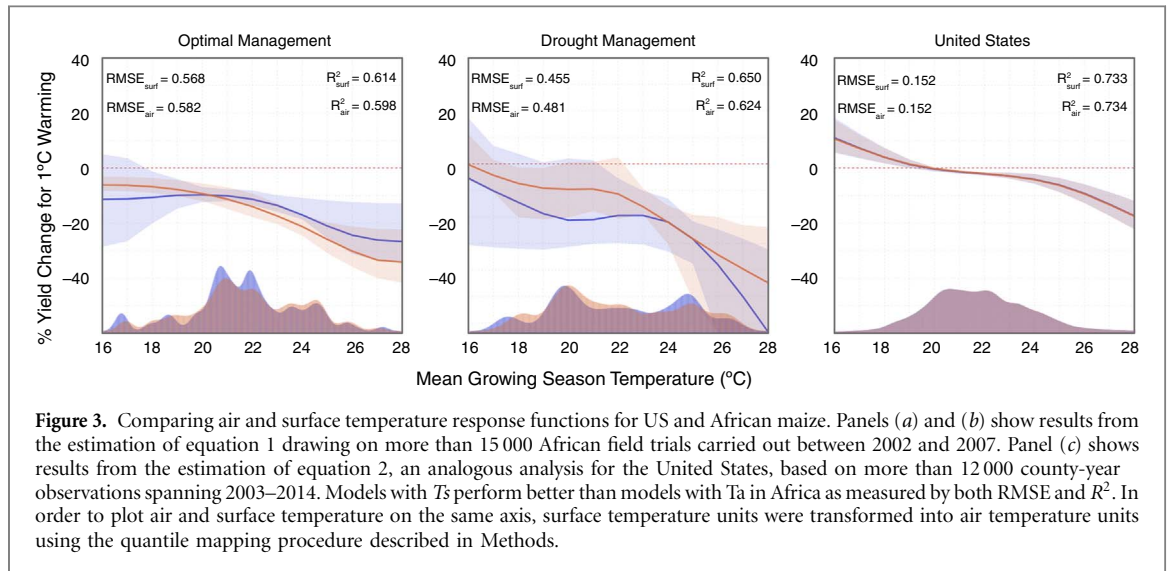 Optimal Management
Drought Management
United States
% Yield Change for 1ºC Warming
40
20
0
−20
−40
RMSEsurf = 0.568
R²surf = 0.614
RMSEair = 0.582
R²air = 0.598
16 18 20 22 24 26 28
40
20
0
−20
−40
RMSEsurf = 0.455
R²surf = 0.650
RMSEair = 0.481
R²air = 0.624
16 18 20 22 24 26 28
40
20
0
−20
−40
RMSEsurf = 0.152
R²surf = 0.733
RMSEair = 0.152
R²air = 0.734
16 18 20 22 24 26 28
Mean Growing Season Temperature (ºC)
Figure 3. Comparing air and surface temperature response functions for US and African maize. Panels (a) and (b) show results from
the estimation of equation 1 drawing on more than 15 000 African field trials carried out between 2002 and 2007. Panel (c) shows
results from the estimation of equation 2, an analogous analysis for the United States, based on more than 12 000 county-year
observations spanning 2003–2014. Models with Ts perform better than models with Ta in Africa as measured by both RMSE and R². In
order to plot air and surface temperature on the same axis, surface temperature units were transformed into air temperature units
using the quantile mapping procedure described in Methods.